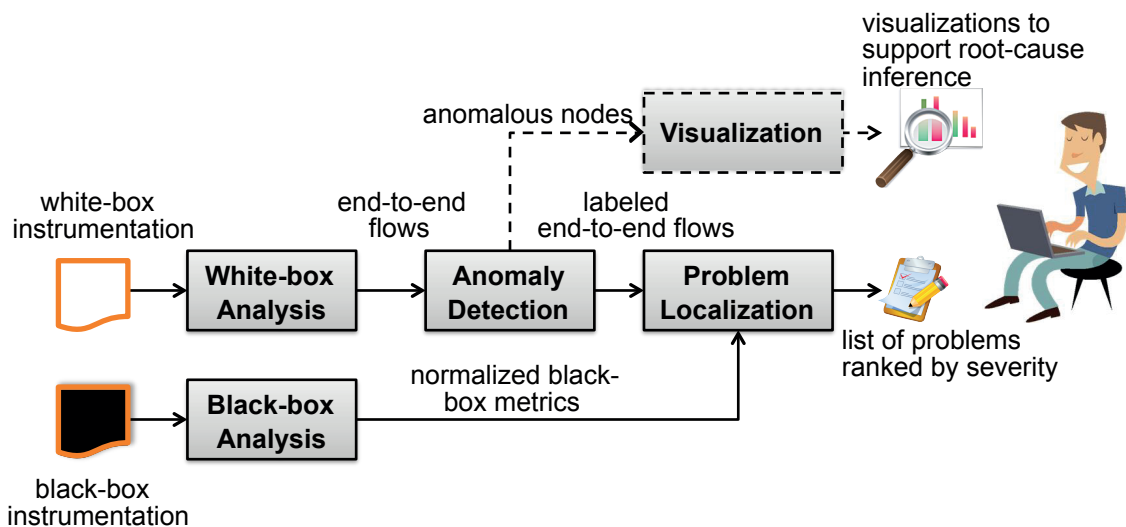 visualizations to
support root-cause
inference
anomalous nodes
Visualization
white-box
instrumentation
end-to-end
flows
labeled
end-to-end flows
White-box
Analysis
Anomaly
Detection
Problem
Localization
list of problems
ranked by severity
normalized black-
box metrics
Black-box
Analysis
black-box
instrumentation